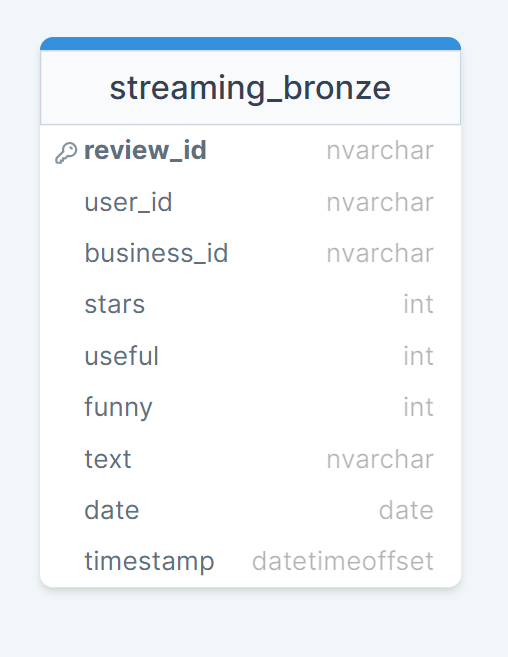 streaming_bronze
review_id nvarchar
user_id nvarchar
business_id nvarchar
stars int
useful int
funny int
text nvarchar
date date
timestamp datetimeoffset